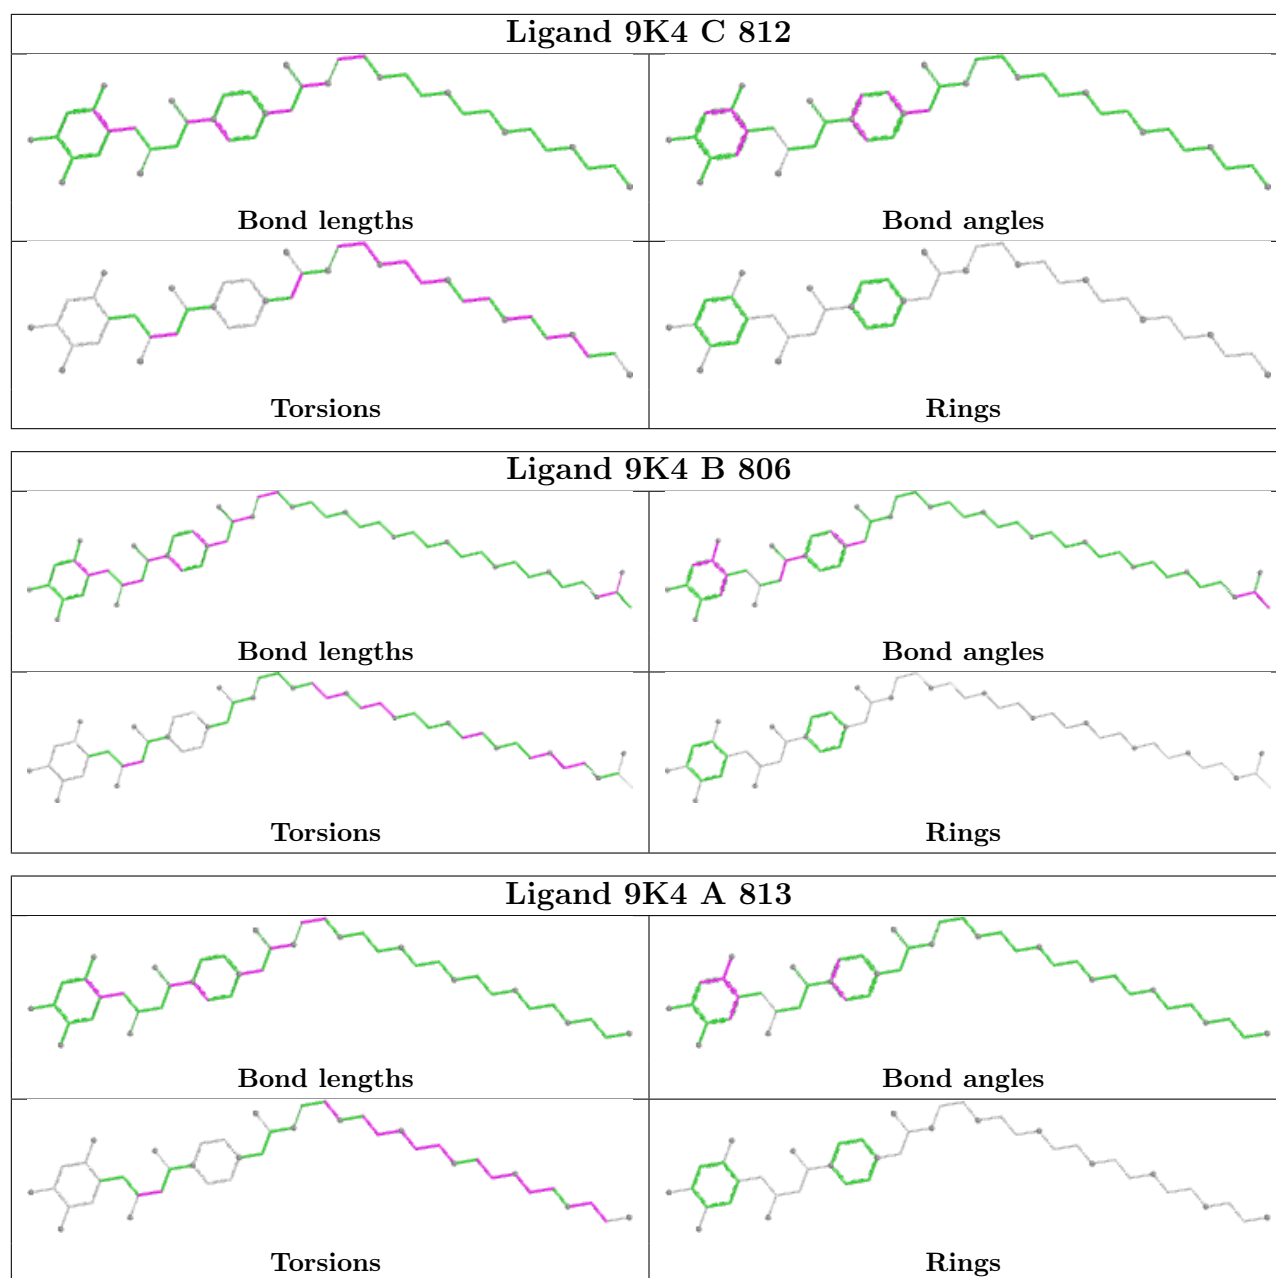 Ligand 9K4 C 812
Bond lengths
Bond angles
Torsions
Rings
Ligand 9K4 B 806
Bond lengths
Bond angles
Torsions
Rings
Ligand 9K4 A 813
Bond lengths
Bond angles
Torsions
Rings